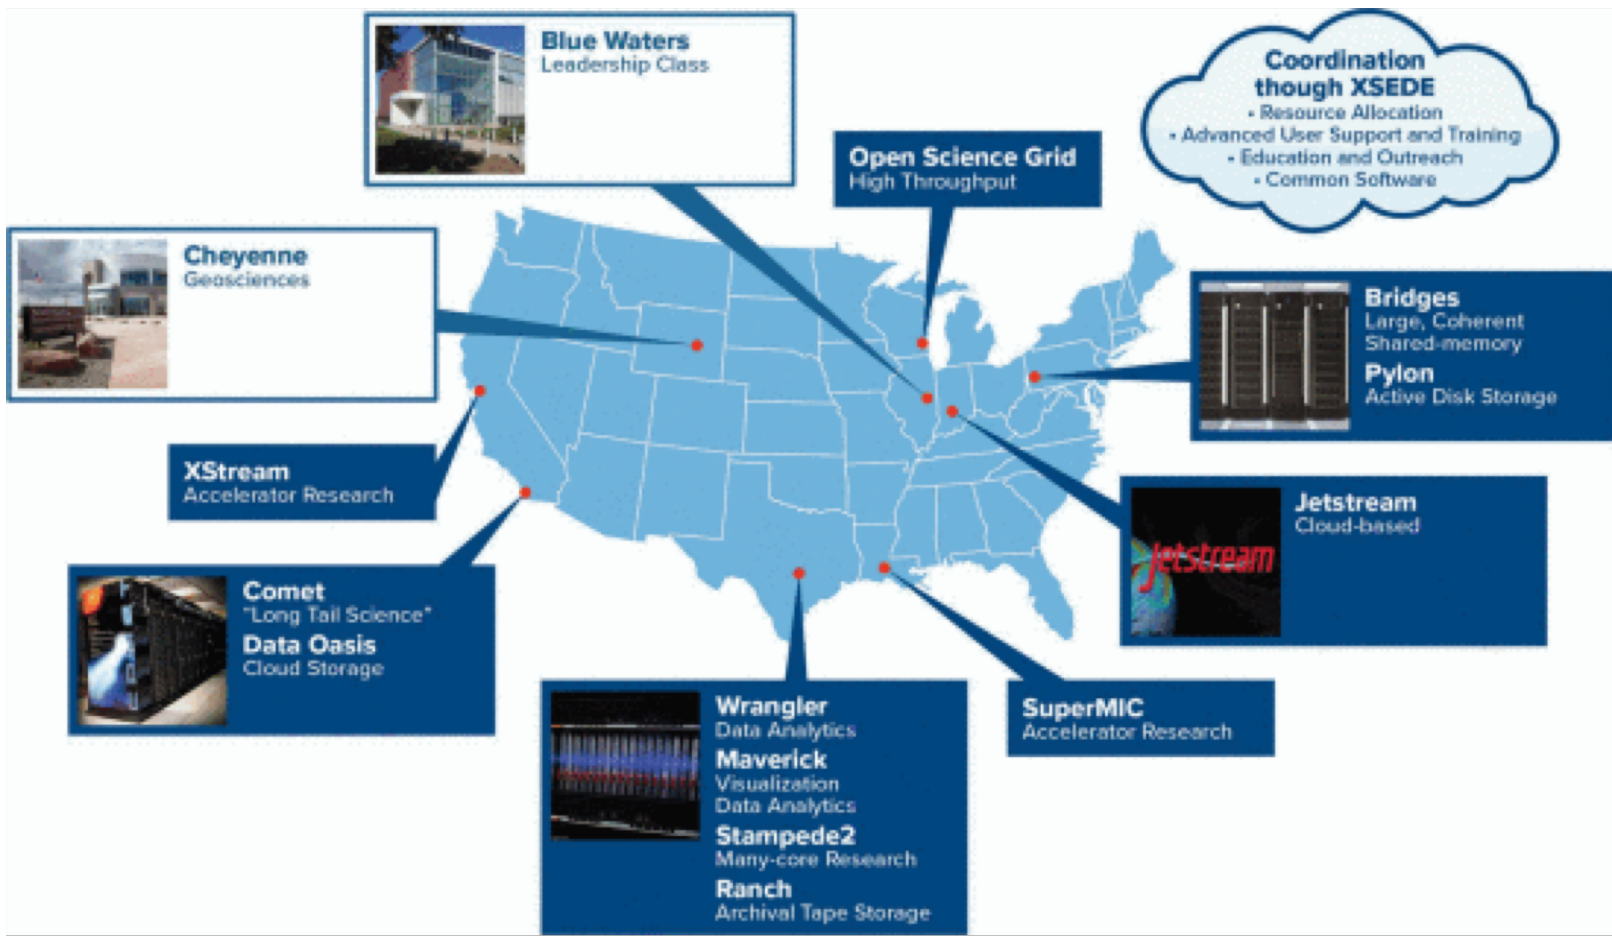 Blue Waters
Leadership Class
Coordination
though XSEDE
• Resource Allocation
• Advanced User Support and Training
• Education and Outreach
• Common Software
Open Science Grid
High Throughput
Cheyenne
Geosciences
Bridges
Large, Coherent
Shared-memory
Pylon
Active Disk Storage
XStream
Accelerator Research
Jetstream
Cloud-based
Jetstream
Comet
"Long Tail Science"
Data Oasis
Cloud Storage
Wrangler
Data Analytics
Maverick
Visualization
Data Analytics
Stampede2
Many-core Research
Ranch
Archival Tape Storage
SuperMIC
Accelerator Research